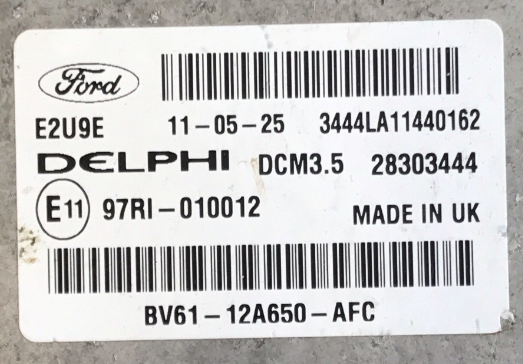 Ford
E2U9E 11-05-25 3444LA11440162
DELPHI DCM3.5 28303444
E11 97RI-010012 MADE IN UK
BV61-12A650-AFC